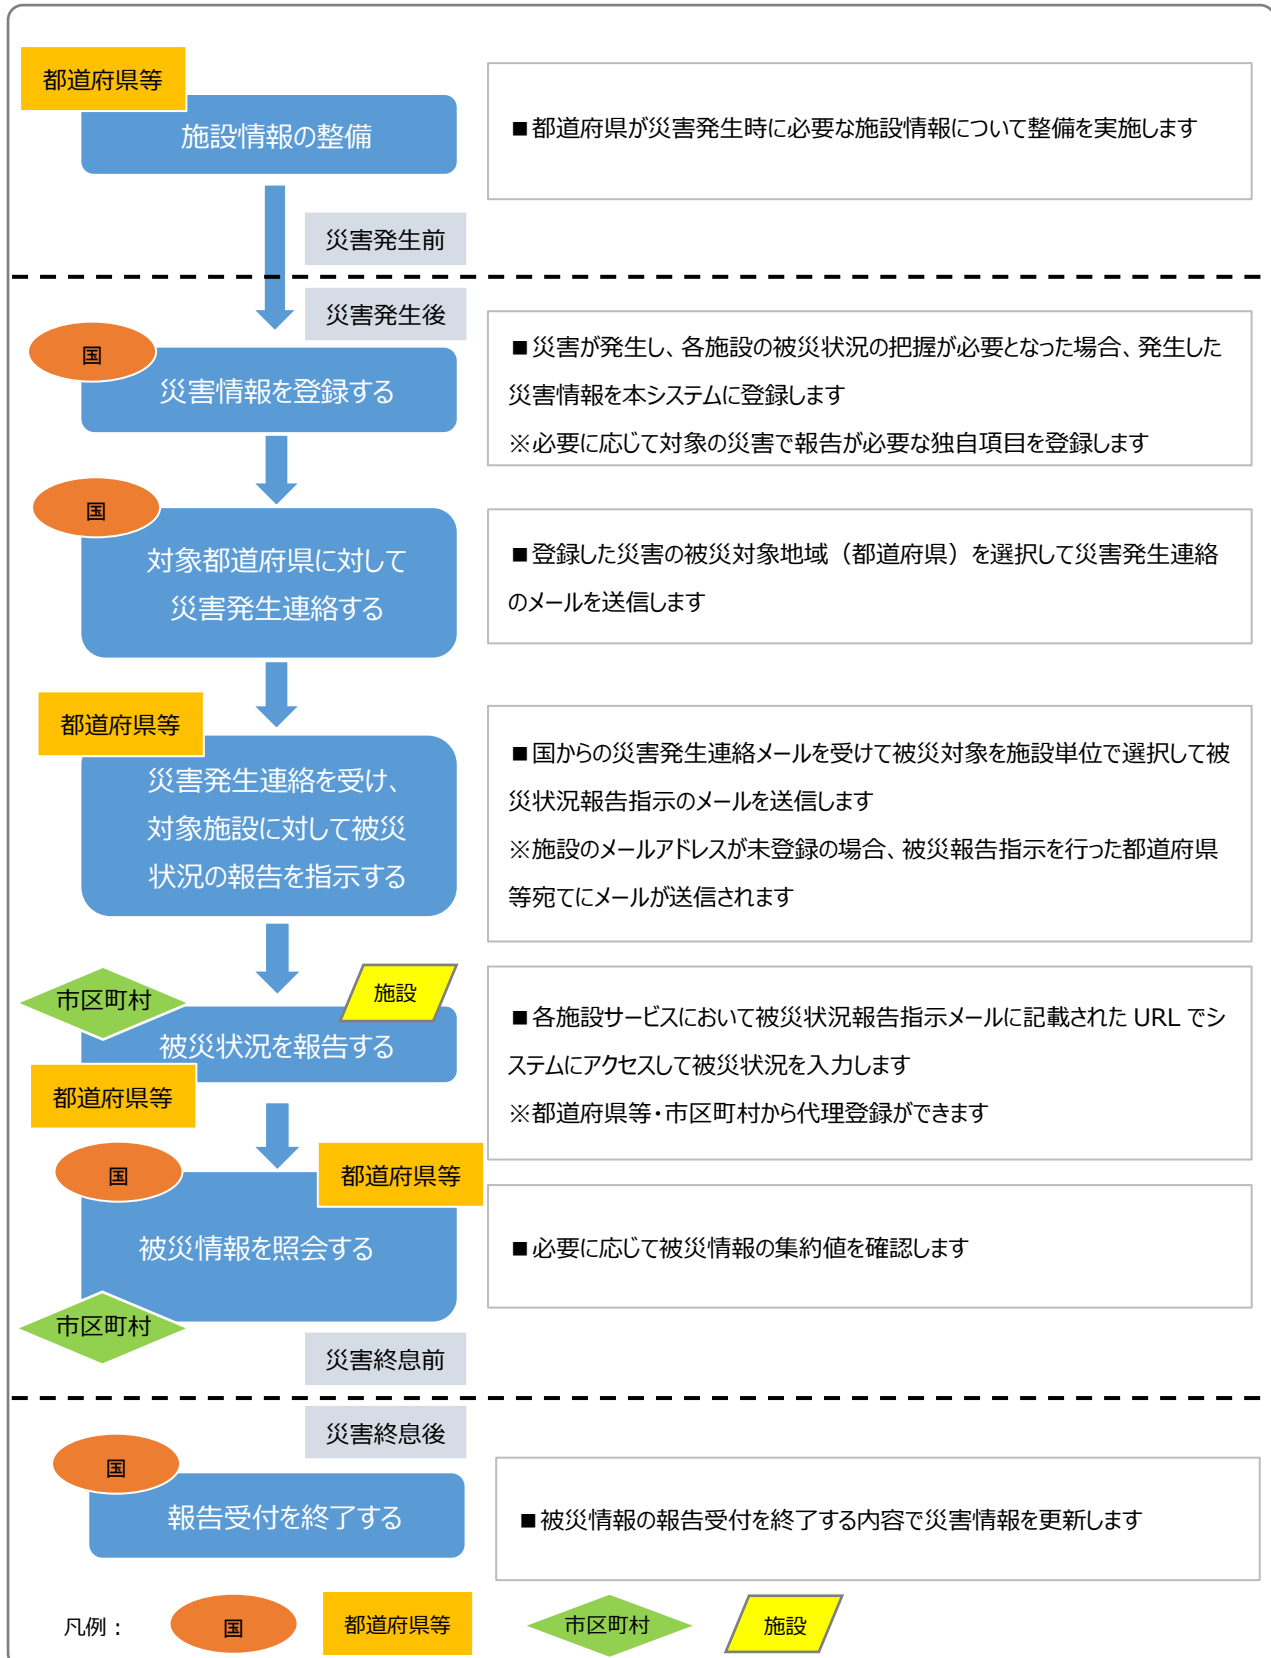 都道府県等
施設情報の整備
■都道府県が災害発生時に必要な施設情報について整備を実施します
災害発生前
災害発生後
国
災害情報を登録する
■災害が発生し、各施設の被災状況の把握が必要となった場合、発生した
災害情報を本システムに登録します
※必要に応じて対象の災害で報告が必要な独自項目を登録します
国
対象都道府県に対して
災害発生連絡する
■登録した災害の被災対象地域（都道府県）を選択して災害発生連絡
のメールを送信します
都道府県等
災害発生連絡を受け、
対象施設に対して被災
状況の報告を指示する
■国からの災害発生連絡メールを受けて被災対象を施設単位で選択して被
災状況報告指示のメールを送信します
※施設のメールアドレスが未登録の場合、被災報告指示を行った都道府県
等宛てにメールが送信されます
市区町村
施設
被災状況を報告する
都道府県等
■各施設サービスにおいて被災状況報告指示メールに記載された URL でシ
ステムにアクセスして被災状況を入力します
※都道府県等・市区町村から代理登録ができます
国
都道府県等
被災情報を照会する
市区町村
■必要に応じて被災情報の集約値を確認します
災害終息前
災害終息後
国
報告受付を終了する
■被災情報の報告受付を終了する内容で災害情報を更新します
凡例： 国 都道府県等 市区町村 施設